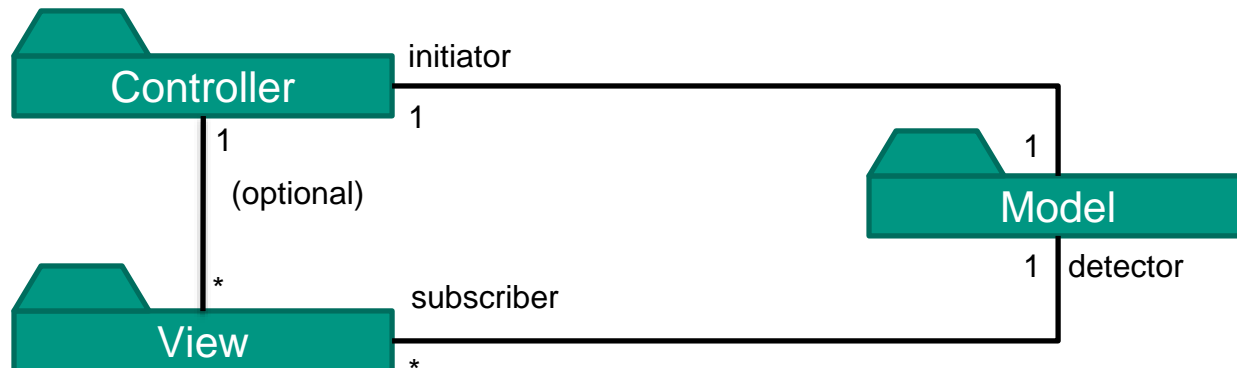 initiator
Controller
1
1
1
(optional)
Model
1 detector
*
subscriber
View
*